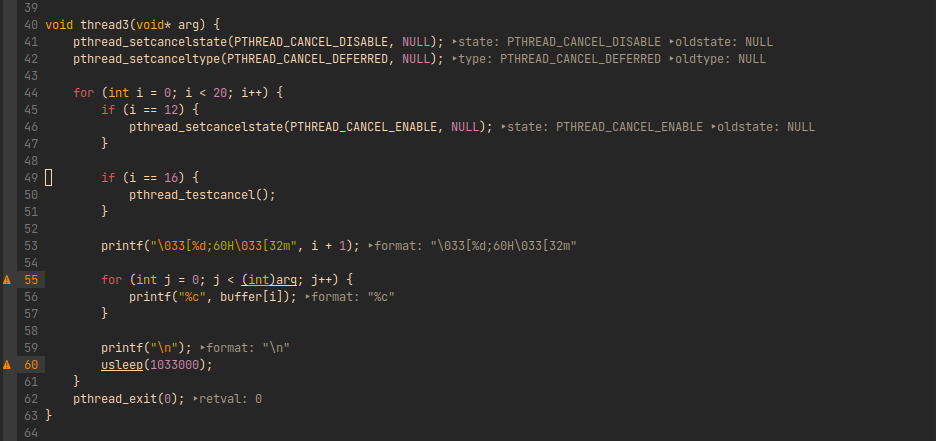 39
40 void thread3(void* arg) {
41 pthread_setcancelstate(PTHREAD_CANCEL_DISABLE, NULL); ‣state: PTHREAD_CANCEL_DISABLE ‣oldstate: NULL
42 pthread_setcanceltype(PTHREAD_CANCEL_DEFERRED, NULL); ‣type: PTHREAD_CANCEL_DEFERRED ‣oldtype: NULL
43
44 for (int i = 0; i < 20; i++) {
45 if (i == 12) {
46 pthread_setcancelstate(PTHREAD_CANCEL_ENABLE, NULL); ‣state: PTHREAD_CANCEL_ENABLE ‣oldstate: NULL
47 }
48
49 if (i == 16) {
50 pthread_testcancel();
51 }
52
53 printf("\033[%d;60H\033[32m", i + 1); ‣format: "\033[%d;60H\033[32m"
54
55 for (int j = 0; j < (int)arg; j++) {
56 printf("%c", buffer[i]); ‣format: "%c"
57 }
58
59 printf("\n"); ‣format: "\n"
60 usleep(1033000);
61 }
62 pthread_exit(0); ‣retval: 0
63 }
64